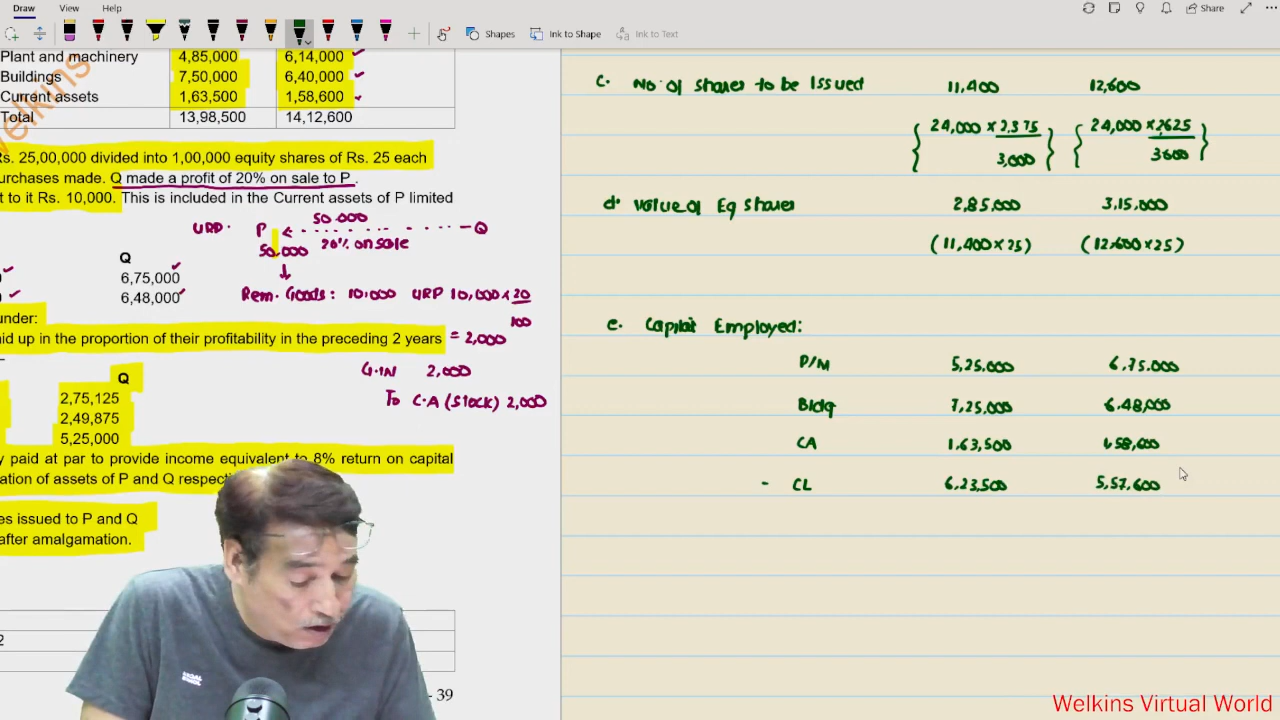 Draw View Help
Share
Shapes Ink to Shape Ink to Text
Plant and machinery 4,85,000 6,14,000
Buildings 7,50,000 6,40,000
Current assets 1,63,500 1,58,600
Total 13,98,500 14,12,600
Rs. 25,00,000 divided into 1,00,000 equity shares of Rs. 25 each
urchases made. Q made a profit of 20% on sale to P.
t to it Rs. 10,000. This is included in the Current assets of P limited
URP. P 50,000 Q
50,000 20% on sale
Q
6,75,000
6,48,000
Rem. Goods: 10,000 URP 10,000 × 20
100
under:
id up in the proportion of their profitability in the preceding 2 years = 2,000
Q
G.IN 2,000
2,75,125
To C.A (Stock) 2,000
2,49,875
5,25,000
y paid at par to provide income equivalent to 8% return on capital
ation of assets of P and Q respec
es issued to P and Q
after amalgamation.
2
- 39
C. No of Shares to be Issued 11,400 12,600
{24,000 × 2,375 {24,000 × 2,625
3,000} 3600}
d. Value of Eq Shares 2,85,000 3,15,000
(11,400×25) (12,600×25)
e. Capital Employed:
P/M 5,25,000 6,75,000
Bldg 7,25,000 6,48,000
CA 1,63,500 158,600
- CL 6,23,500 5,57,600
Welkins Virtual World